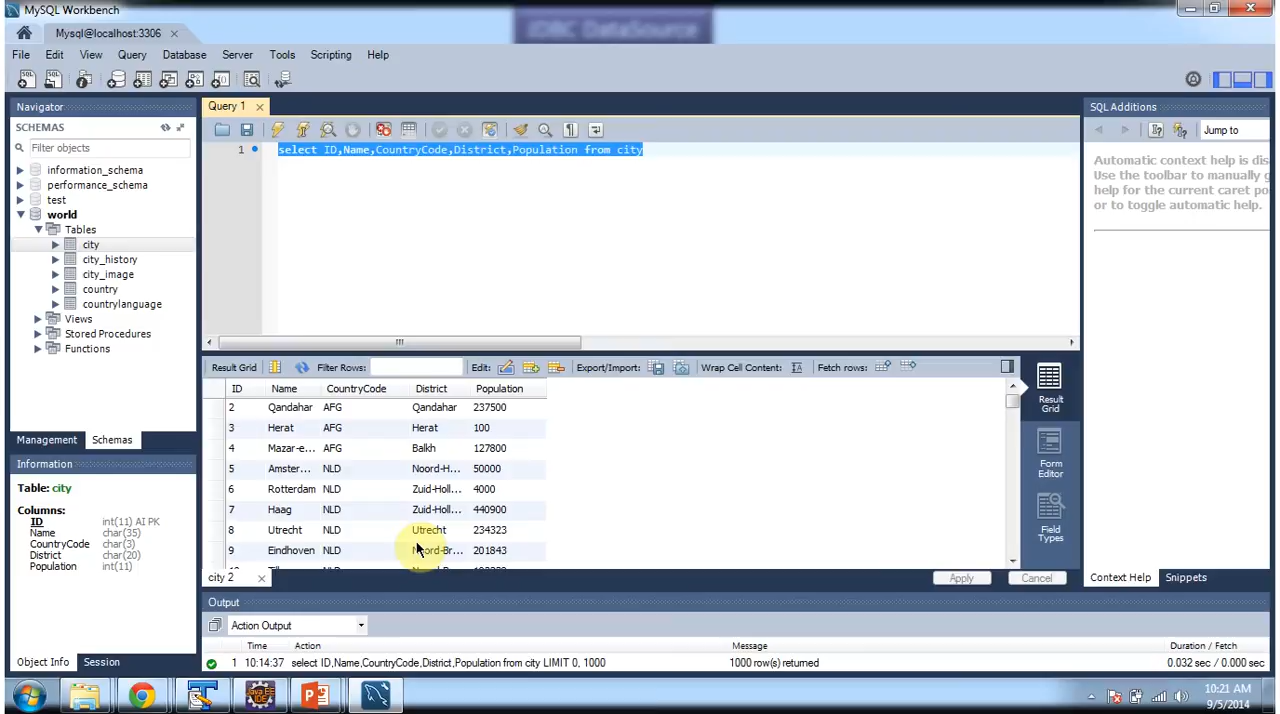 MySQL Workbench
JDBC DataSource
Mysql@localhost:3306
File Edit View Query Database Server Tools Scripting Help
Navigator
SCHEMAS
Filter objects
information_schema
performance_schema
test
world
Tables
city
city_history
city_image
country
countrylanguage
Views
Stored Procedures
Functions
Management Schemas
Information
Table: city
Columns:
ID int(11) AI PK
Name char(35)
CountryCode char(3)
District char(20)
Population int(11)
Object Info Session
Query 1
1 select ID,Name,CountryCode,District,Population from city
Result Grid Filter Rows: Edit: Export/Import: Wrap Cell Content: Fetch rows:
ID Name CountryCode District Population
2 Qandahar AFG Qandahar 237500
3 Herat AFG Herat 100
4 Mazar-e... AFG Balkh 127800
5 Amster... NLD Noord-H... 50000
6 Rotterdam NLD Zuid-Holl... 4000
7 Haag NLD Zuid-Holl... 440900
8 Utrecht NLD Utrecht 234323
9 Eindhoven NLD Noord-Br... 201843
Result Grid
Form Editor
Field Types
city 2
Apply Cancel
SQL Additions
Jump to
Automatic context help is dis
Use the toolbar to manually g
help for the current caret po
or to toggle automatic help.
Context Help Snippets
Output
Action Output
Time Action Message Duration / Fetch
1 10:14:37 select ID,Name,CountryCode,District,Population from city LIMIT 0, 1000 1000 row(s) returned 0.032 sec / 0.000 sec
Java EE IDE
10:21 AM
9/5/2014